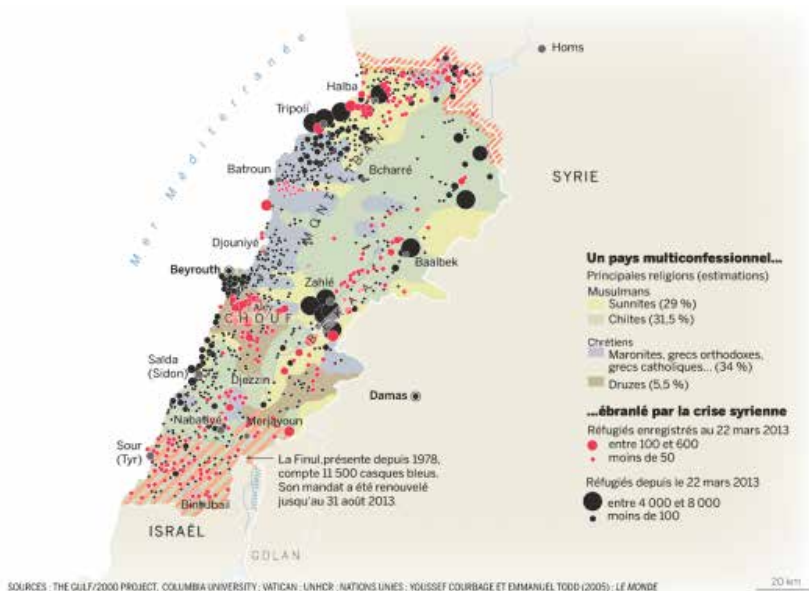 Homs
Halba
Tripoli
Mer Méditerranée
MONT LIBAN
Batroun
Bcharré
SYRIE
Djouniyé
Beyrouth
Baalbek
Zahlé
CHOUF
Saïda
(Sidon)
Djezzin
Damas
Nabatiyé
Merjayoun
Sour
(Tyr)
La Finul, présente depuis 1978,
compte 11 500 casques bleus.
Son mandat a été renouvelé
jusqu'au 31 août 2013.
ISRAËL
GOLAN
Un pays multiconfessionnel...
Principales religions (estimations)
Musulmans
Sunnites (29 %)
Chiites (31,5 %)
Chrétiens
Maronites, grecs orthodoxes,
grecs catholiques... (34 %)
Druzes (5,5 %)
...ébranlé par la crise syrienne
Réfugiés enregistrés au 22 mars 2013
entre 100 et 600
moins de 50
Réfugiés depuis le 22 mars 2013
entre 4 000 et 8 000
moins de 100
20 km
SOURCES : THE GULF/2000 PROJECT, COLUMBIA UNIVERSITY ; VATICAN ; UNHCR ; NATIONS UNIES ; YOUSSEF COURBAGE ET EMMANUEL TODD (2005) ; LE MONDE